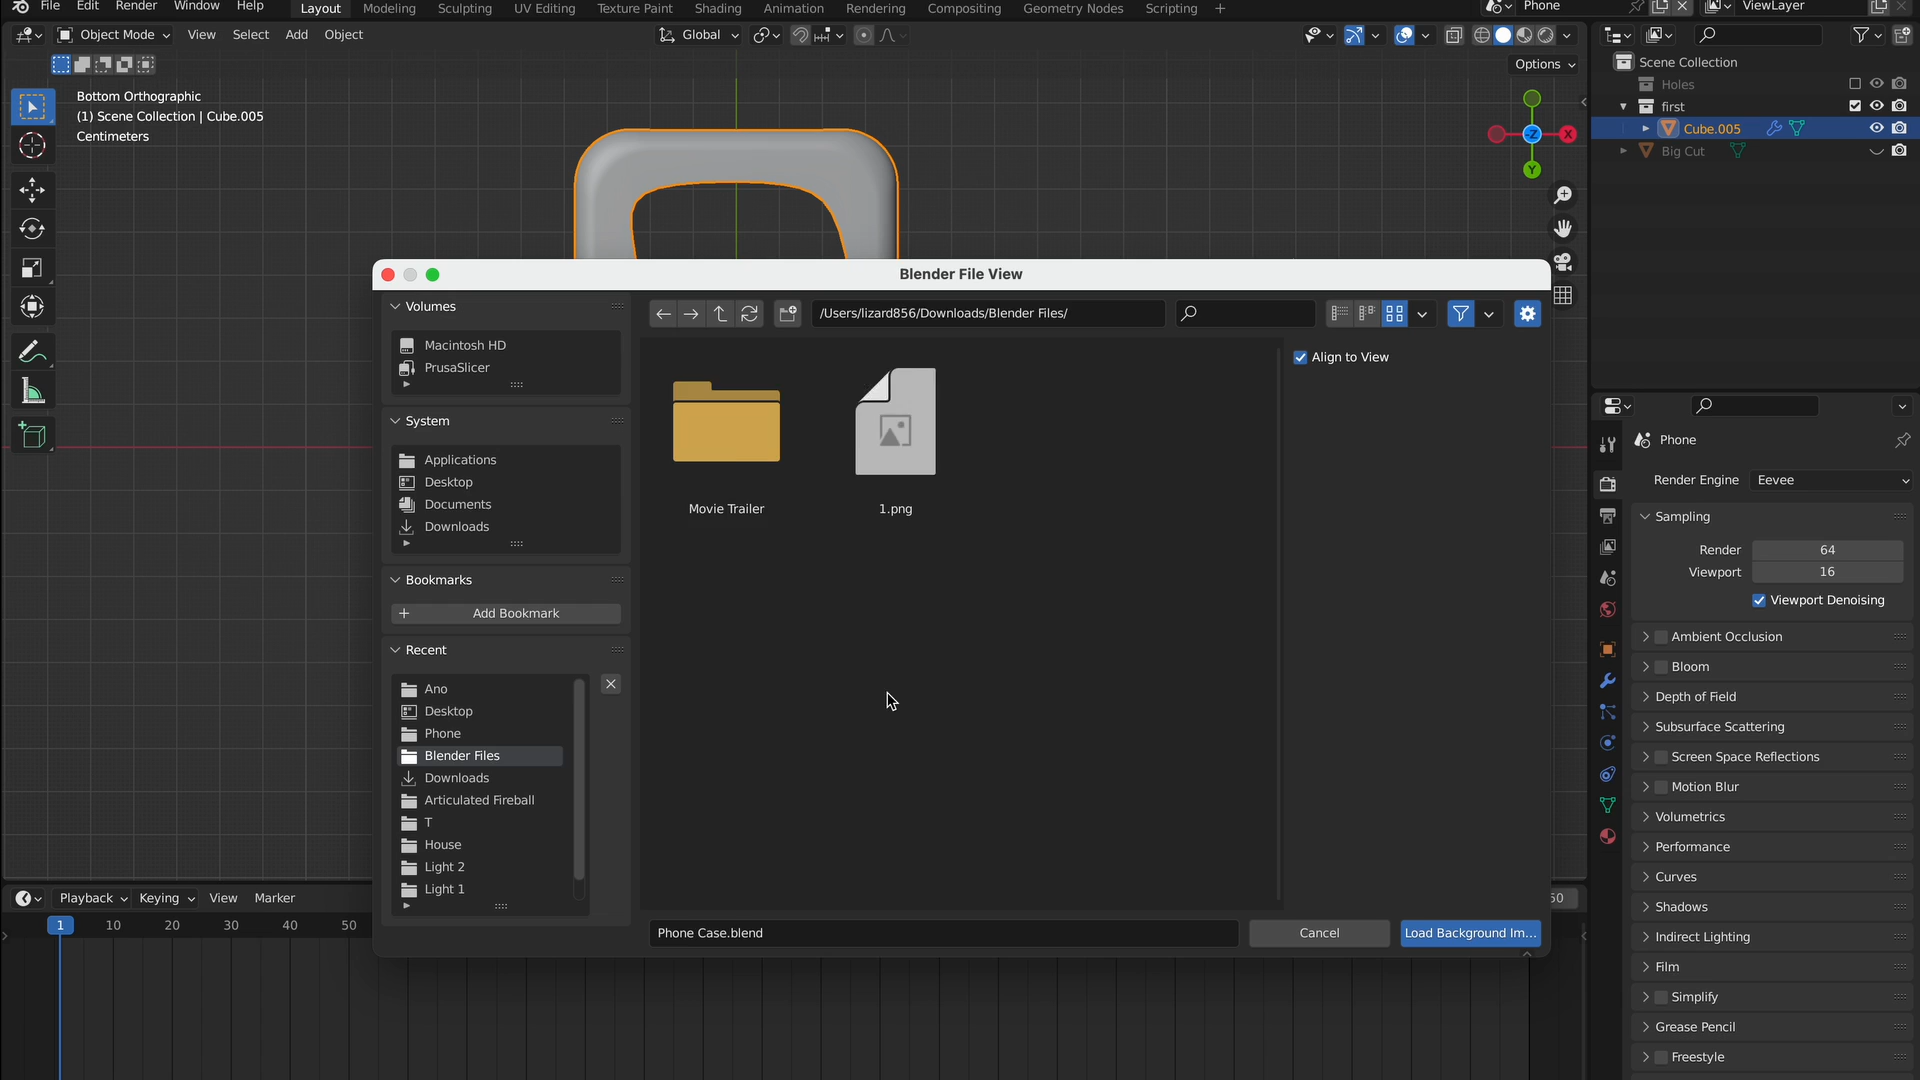 File Edit Render Window Help Layout Modeling Sculpting UV Editing Texture Paint Shading Animation Rendering Compositing Geometry Nodes Scripting + Phone ViewLayer
Object Mode View Select Add Object Global
Options
Bottom Orthographic
(1) Scene Collection | Cube.005
Centimeters
X
Y
-Z
Scene Collection
Holes
first
Cube.005
Big Cut
Blender File View
Volumes
Macintosh HD
PrusaSlicer
System
Applications
Desktop
Documents
Downloads
Bookmarks
Add Bookmark
Recent
Ano
Desktop
Phone
Blender Files
Downloads
Articulated Fireball
T
House
Light 2
Light 1
/Users/lizard856/Downloads/Blender Files/
Movie Trailer
1.png
Align to View
Phone Case.blend
Cancel
Load Background Im...
Phone
Render Engine Eevee
Sampling
Render 64
Viewport 16
Viewport Denoising
Ambient Occlusion
Bloom
Depth of Field
Subsurface Scattering
Screen Space Reflections
Motion Blur
Volumetrics
Performance
Curves
Shadows
Indirect Lighting
Film
Simplify
Grease Pencil
Freestyle
Playback Keying View Marker
1 10 20 30 40 50